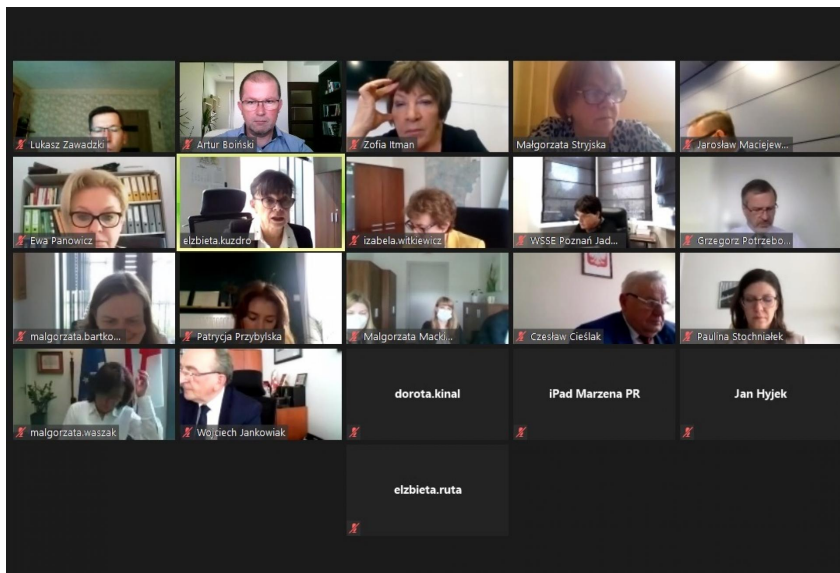 Lukasz Zawadzki
Artur Boiński
Zofia Itman
Małgorzata Stryjska
Jarosław Maciejew...
Ewa Panowicz
elzbieta.kuzdro
izabela.witkiewicz
WSSE Poznań Jad...
Grzegorz Potrzebo...
malgorzata.bartko...
Patrycja Przybylska
Malgorzata Macki...
Czesław Cieślak
Paulina Stochniałek
malgorzata.waszak
Wojciech Jankowiak
dorota.kinal
iPad Marzena PR
Jan Hyjek
elzbieta.ruta